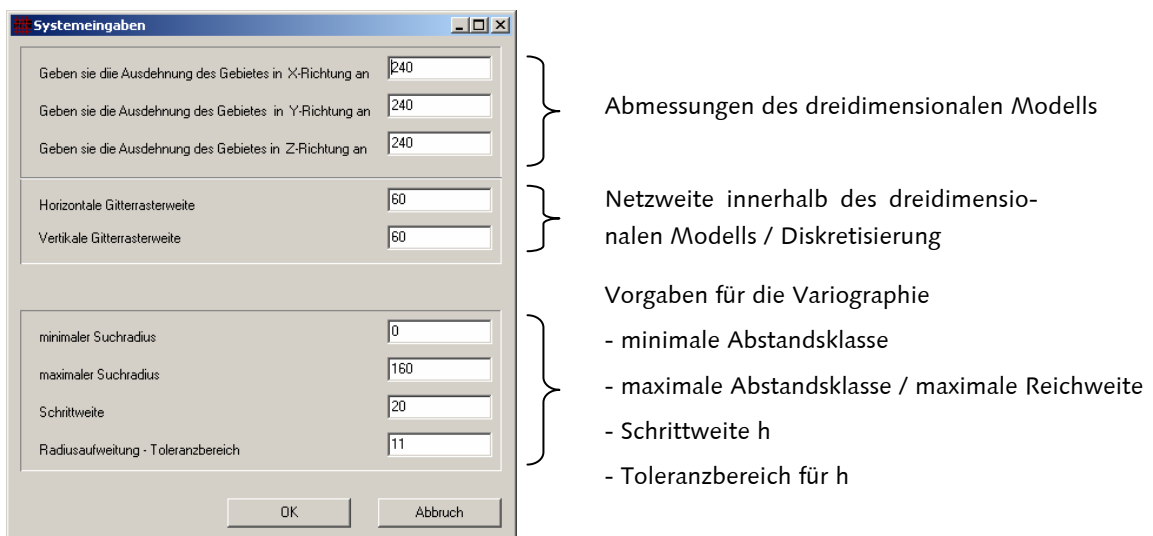 Systemeingaben
Geben sie diie Ausdehnung des Gebietes in X-Richtung an 240
Geben sie die Ausdehnung des Gebietes in Y-Richtung an 240
Geben sie die Ausdehnung des Gebietes in Z-Richtung an 240
Abmessungen des dreidimensionalen Modells
Horizontale Gitterrasterweite 60
Vertikale Gitterrasterweite 60
Netzweite innerhalb des dreidimensio-
nalen Modells / Diskretisierung
minimaler Suchradius 0
maximaler Suchradius 160
Schrittweite 20
Radiusaufweitung - Toleranzbereich 11
Vorgaben für die Variographie
- minimale Abstandsklasse
- maximale Abstandsklasse / maximale Reichweite
- Schrittweite h
- Toleranzbereich für h
OK Abbruch